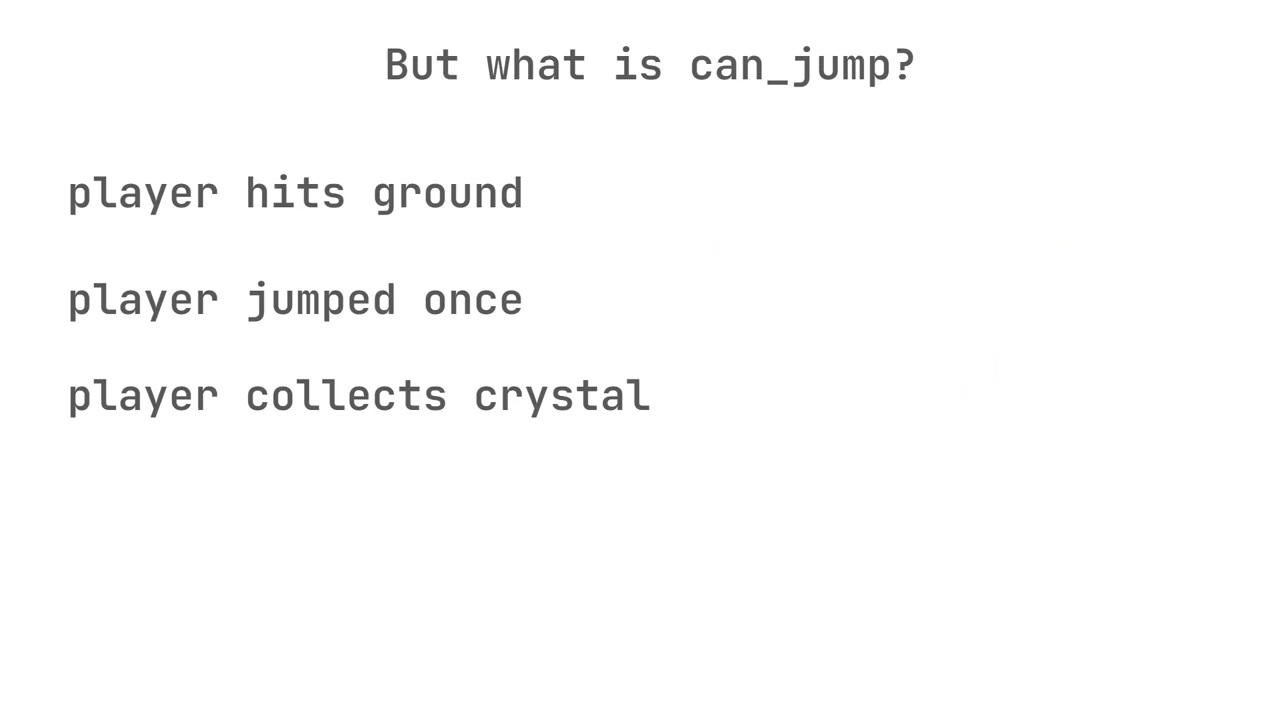 But what is can_jump?
player hits ground
player jumped once
player collects crystal